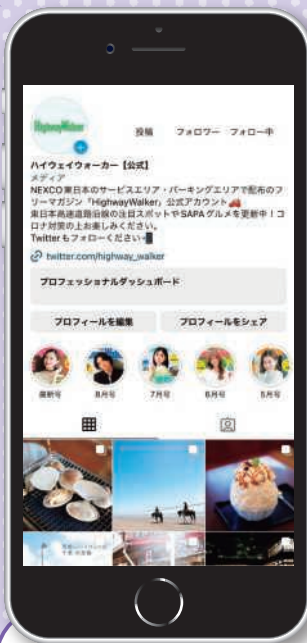 HighwayWalker
投稿 フォロワー フォロー中
ハイウェイウォーカー【公式】
メディア
NEXCO東日本のサービスエリア・パーキングエリアで配布のフ
リーマガジン「HighwayWalker」公式アカウント🚗
東日本高速道路沿線の注目スポットやSAPAグルメを更新中！コ
ロナ対策の上お楽しみください。
Twitterもフォローください📲
twitter.com/highway_walker
プロフェッショナルダッシュボード
プロフィールを編集 プロフィールをシェア
最新号 8月号 7月号 6月号 5月号